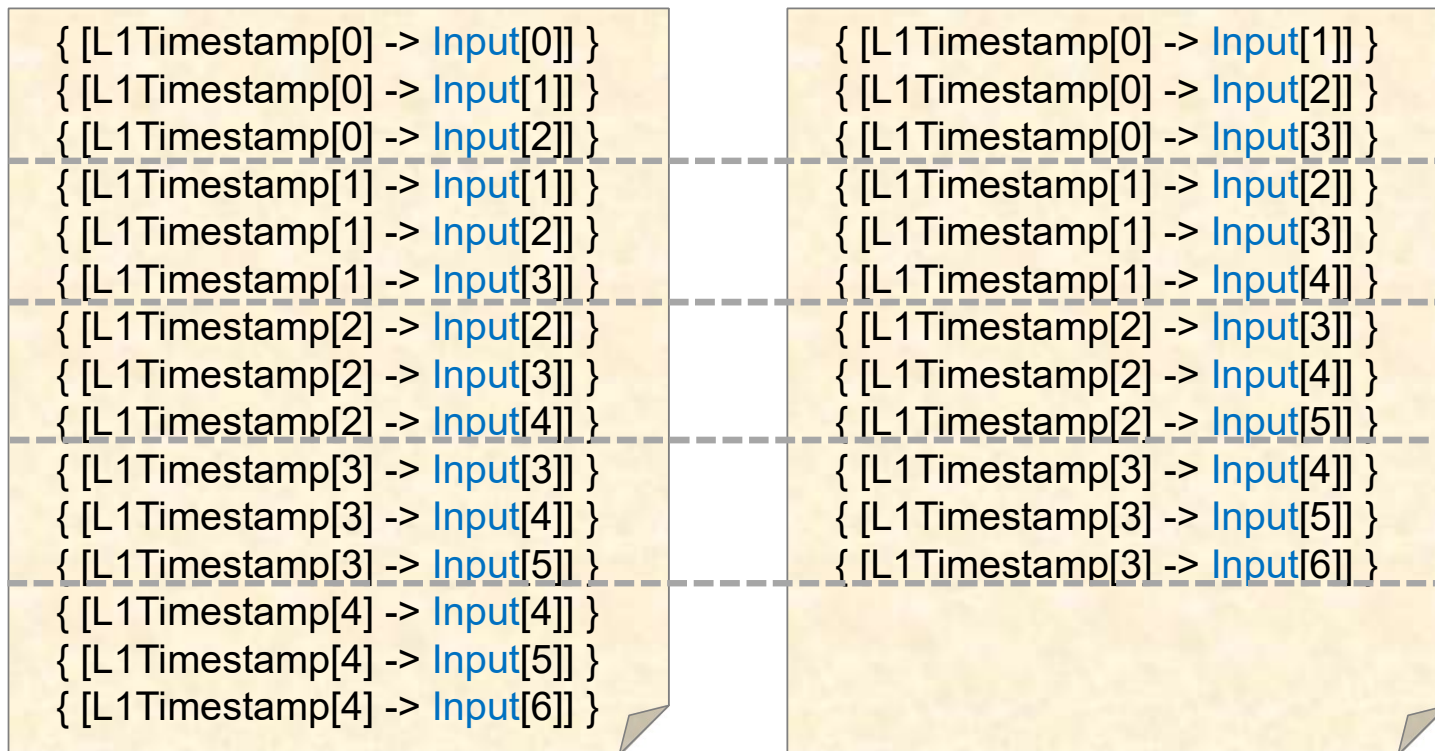 { [L1Timestamp[0] -> Input[0]] }
{ [L1Timestamp[0] -> Input[1]] }
{ [L1Timestamp[0] -> Input[2]] }
{ [L1Timestamp[1] -> Input[1]] }
{ [L1Timestamp[1] -> Input[2]] }
{ [L1Timestamp[1] -> Input[3]] }
{ [L1Timestamp[2] -> Input[2]] }
{ [L1Timestamp[2] -> Input[3]] }
{ [L1Timestamp[2] -> Input[4]] }
{ [L1Timestamp[3] -> Input[3]] }
{ [L1Timestamp[3] -> Input[4]] }
{ [L1Timestamp[3] -> Input[5]] }
{ [L1Timestamp[4] -> Input[4]] }
{ [L1Timestamp[4] -> Input[5]] }
{ [L1Timestamp[4] -> Input[6]] }
{ [L1Timestamp[0] -> Input[1]] }
{ [L1Timestamp[0] -> Input[2]] }
{ [L1Timestamp[0] -> Input[3]] }
{ [L1Timestamp[1] -> Input[2]] }
{ [L1Timestamp[1] -> Input[3]] }
{ [L1Timestamp[1] -> Input[4]] }
{ [L1Timestamp[2] -> Input[3]] }
{ [L1Timestamp[2] -> Input[4]] }
{ [L1Timestamp[2] -> Input[5]] }
{ [L1Timestamp[3] -> Input[4]] }
{ [L1Timestamp[3] -> Input[5]] }
{ [L1Timestamp[3] -> Input[6]] }